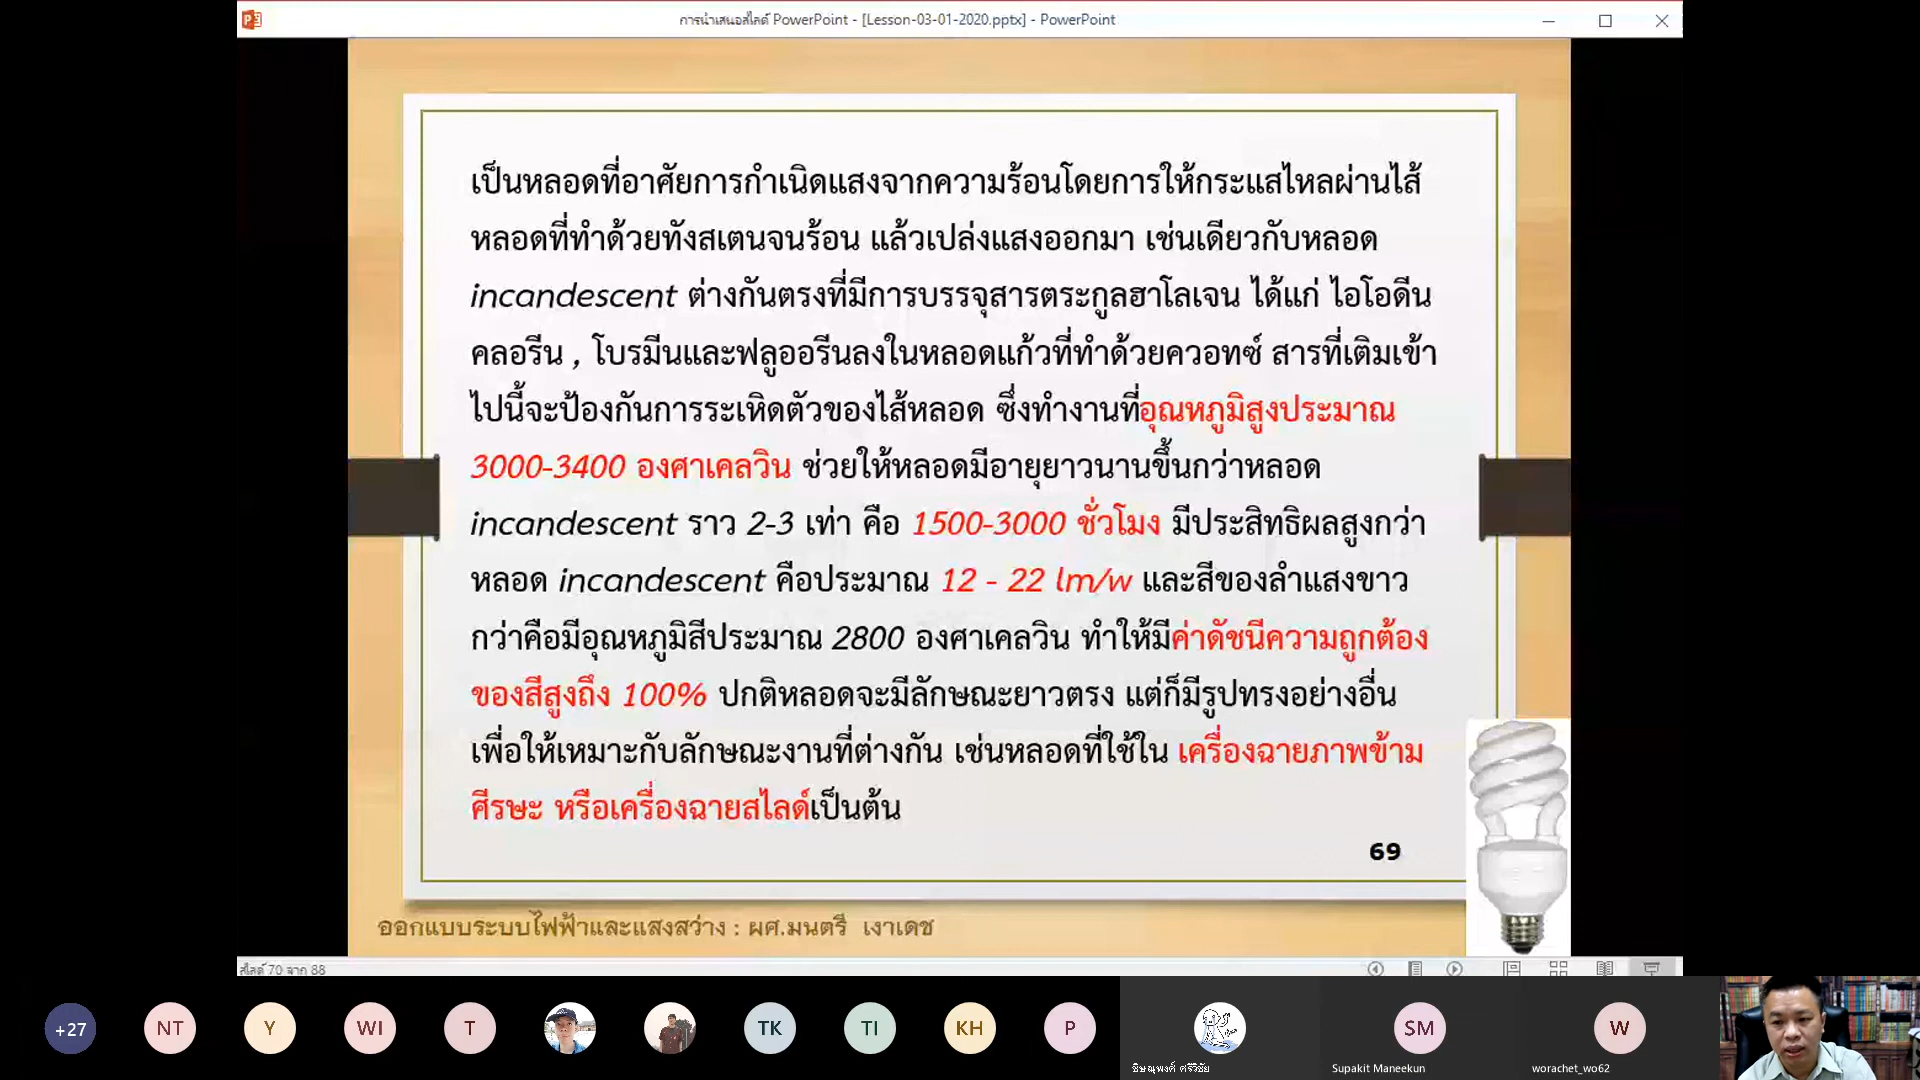 การนำเสนอสไลด์ PowerPoint - [Lesson-03-01-2020.pptx] - PowerPoint
เป็นหลอดที่อาศัยการกำเนิดแสงจากความร้อนโดยการให้กระแสไหลผ่านไส้
หลอดที่ทำด้วยทังสเตนจนร้อน แล้วเปล่งแสงออกมา เช่นเดียวกับหลอด
incandescent ต่างกันตรงที่มีการบรรจุสารตระกูลฮาโลเจน ได้แก่ ไอโอดีน
คลอรีน , โบรมีนและฟลูออรีนลงในหลอดแก้วที่ทำด้วยควอทซ์ สารที่เติมเข้า
ไปนี้จะป้องกันการระเหิดตัวของไส้หลอด ซึ่งทำงานที่อุณหภูมิสูงประมาณ
3000-3400 องศาเคลวิน ช่วยให้หลอดมีอายุยาวนานขึ้นกว่าหลอด
incandescent ราว 2-3 เท่า คือ 1500-3000 ชั่วโมง มีประสิทธิผลสูงกว่า
หลอด incandescent คือประมาณ 12 - 22 lm/w และสีของลำแสงขาว
กว่าคือมีอุณหภูมิสีประมาณ 2800 องศาเคลวิน ทำให้มีค่าดัชนีความถูกต้อง
ของสีสูงถึง 100% ปกติหลอดจะมีลักษณะยาวตรง แต่ก็มีรูปทรงอย่างอื่น
เพื่อให้เหมาะกับลักษณะงานที่ต่างกัน เช่นหลอดที่ใช้ใน เครื่องฉายภาพข้าม
ศีรษะ หรือเครื่องฉายสไลด์เป็นต้น
69
ออกแบบระบบไฟฟ้าและแสงสว่าง : ผศ.มนตรี เงาเดช
สไลด์ 70 จาก 88
+27
NT
Y
WI
T
TK
TI
KH
P
SM
W
ชิษณุพงศ์ ศรีวิชัย
Supakit Maneekun
worachet_wo62